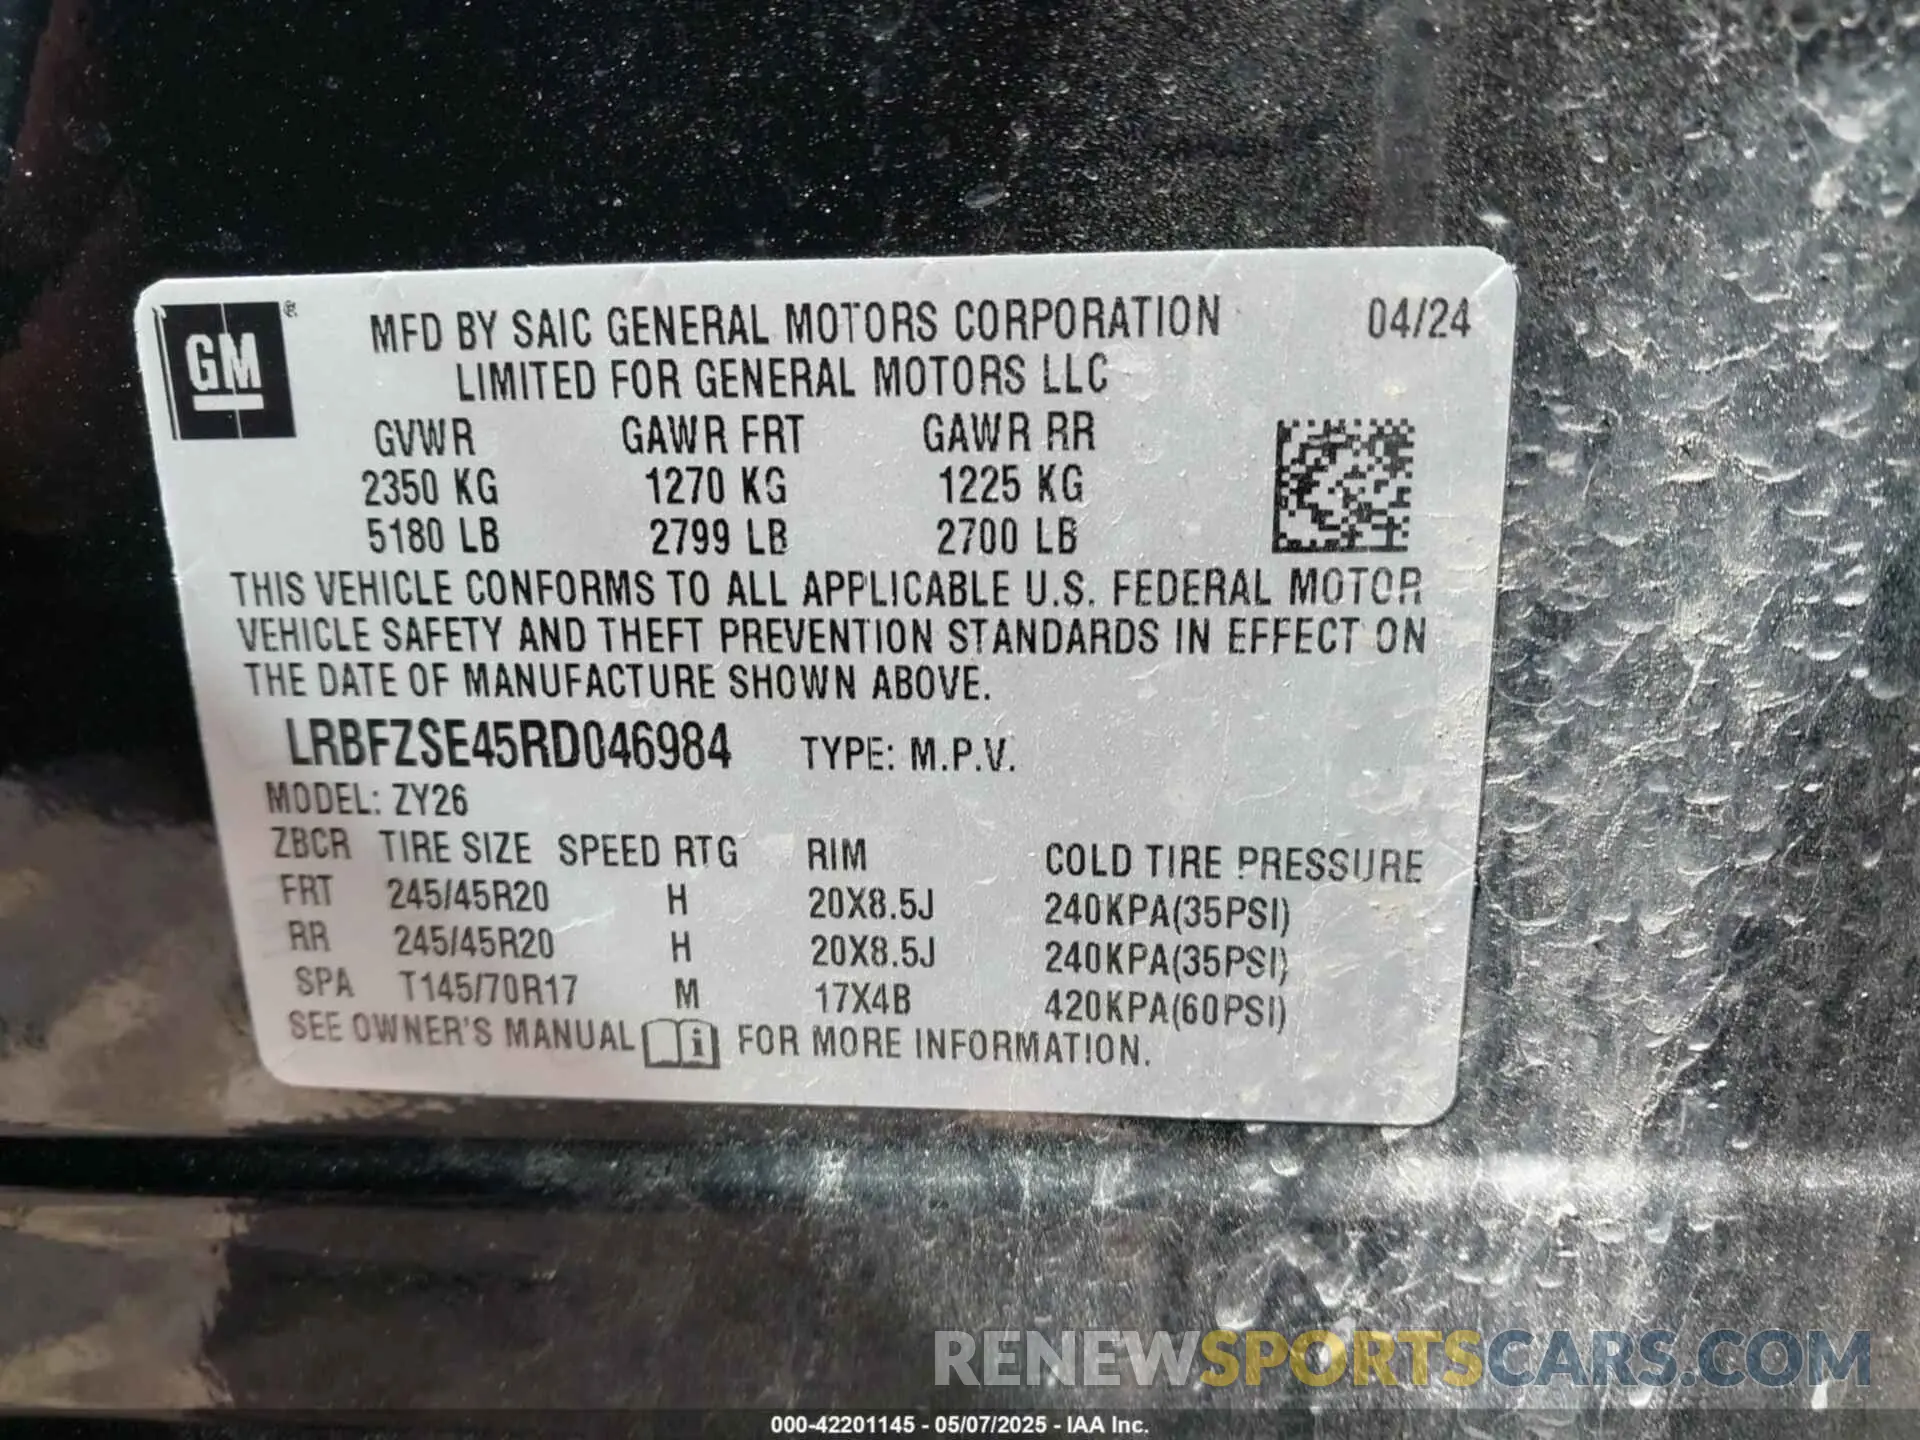 GM ®
MFD BY SAIC GENERAL MOTORS CORPORATION 04/24
LIMITED FOR GENERAL MOTORS LLC
GVWR GAWR FRT GAWR RR
2350 KG 1270 KG 1225 KG
5180 LB 2799 LB 2700 LB
THIS VEHICLE CONFORMS TO ALL APPLICABLE U.S. FEDERAL MOTOR
VEHICLE SAFETY AND THEFT PREVENTION STANDARDS IN EFFECT ON
THE DATE OF MANUFACTURE SHOWN ABOVE.
LRBFZSE45RD046984 TYPE: M.P.V.
MODEL: ZY26
ZBCR TIRE SIZE SPEED RTG RIM COLD TIRE PRESSURE
FRT 245/45R20 H 20X8.5J 240KPA(35PSI)
RR 245/45R20 H 20X8.5J 240KPA(35PSI)
SPA T145/70R17 M 17X4B 420KPA(60PSI)
SEE OWNER'S MANUAL i FOR MORE INFORMATION.
RENEWSPORTSCARS.COM
000-42201145 - 05/07/2025 - IAA Inc.